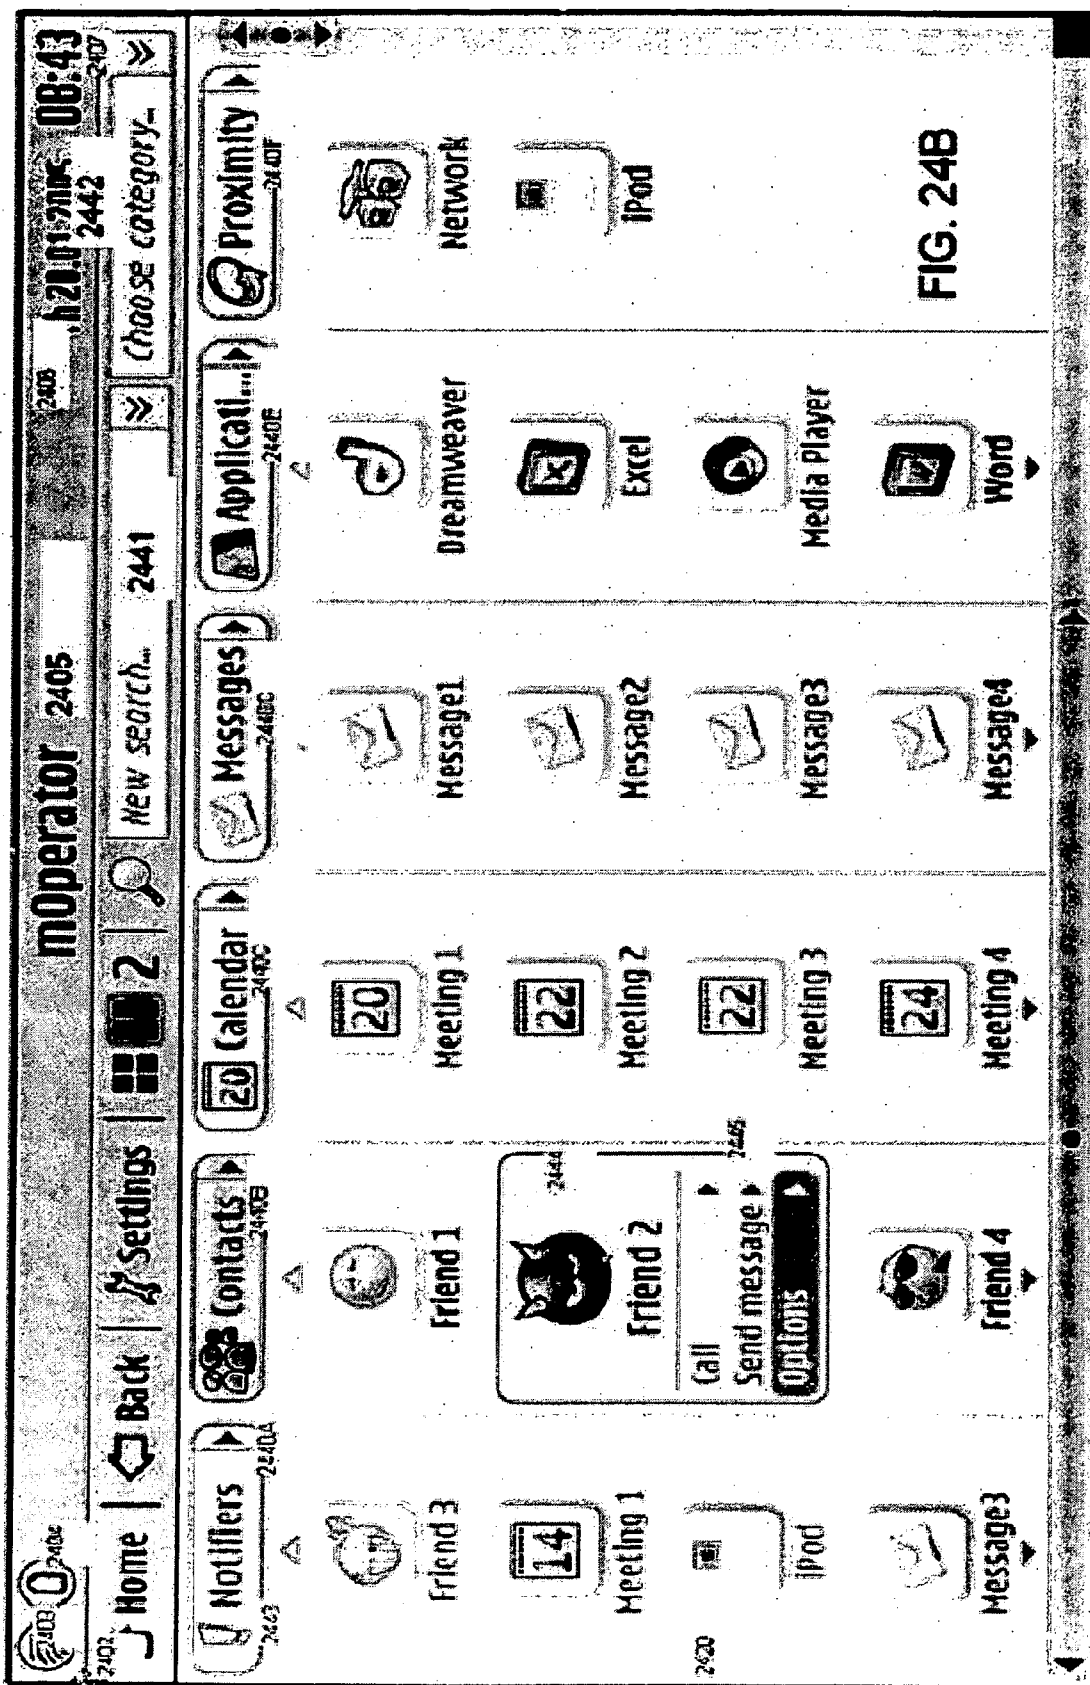 mOperator 2405
08:43
2403
2404
2407
2442
2402
Home
Back
Settings
2
New search...
2441
Choose category...
Notifiers
Contacts
20 Calendar
Messages
Applicati...
Proximity
2443
2440A
2440B
2440C
2440E
2440F
Friend 3
Friend 1
20
Meeting 1
Message1
Dreamweaver
Network
14
Meeting 1
2444
Friend 2
Call
Send message
Options
22
Meeting 2
Message2
X
Excel
iPod
2420
iPod
22
Meeting 3
Message3
Media Player
Message3
Friend 4
24
Meeting 4
Message4
Word
FIG. 24B